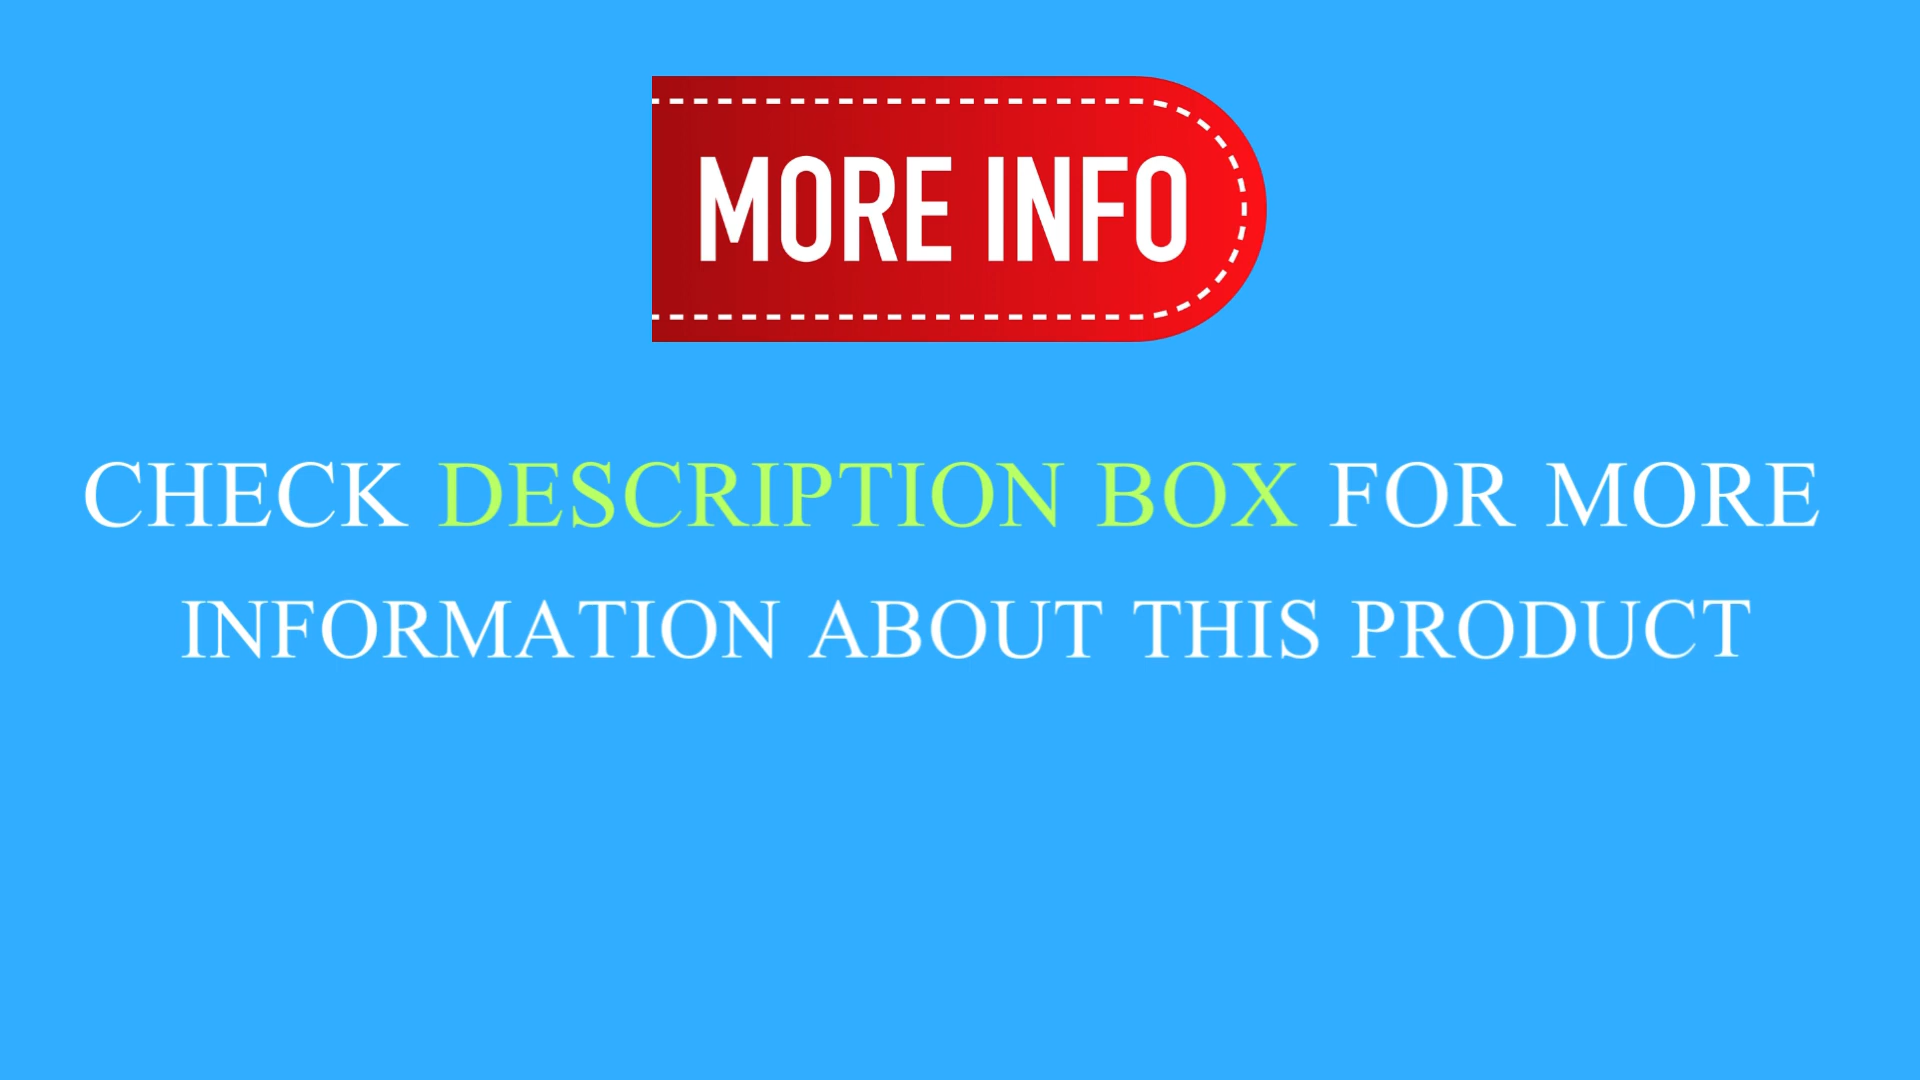 MORE INFO
CHECK DESCRIPTION BOX FOR MORE
INFORMATION ABOUT THIS PRODUCT